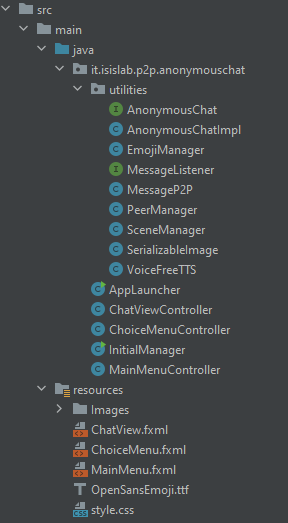 src
main
java
it.isislab.p2p.anonymouschat
utilities
AnonymousChat
AnonymousChatImpl
EmojiManager
MessageListener
MessageP2P
PeerManager
SceneManager
SerializableImage
VoiceFreeTTS
AppLauncher
ChatViewController
ChoiceMenuController
InitialManager
MainMenuController
resources
Images
ChatView.fxml
ChoiceMenu.fxml
MainMenu.fxml
OpenSansEmoji.ttf
style.css